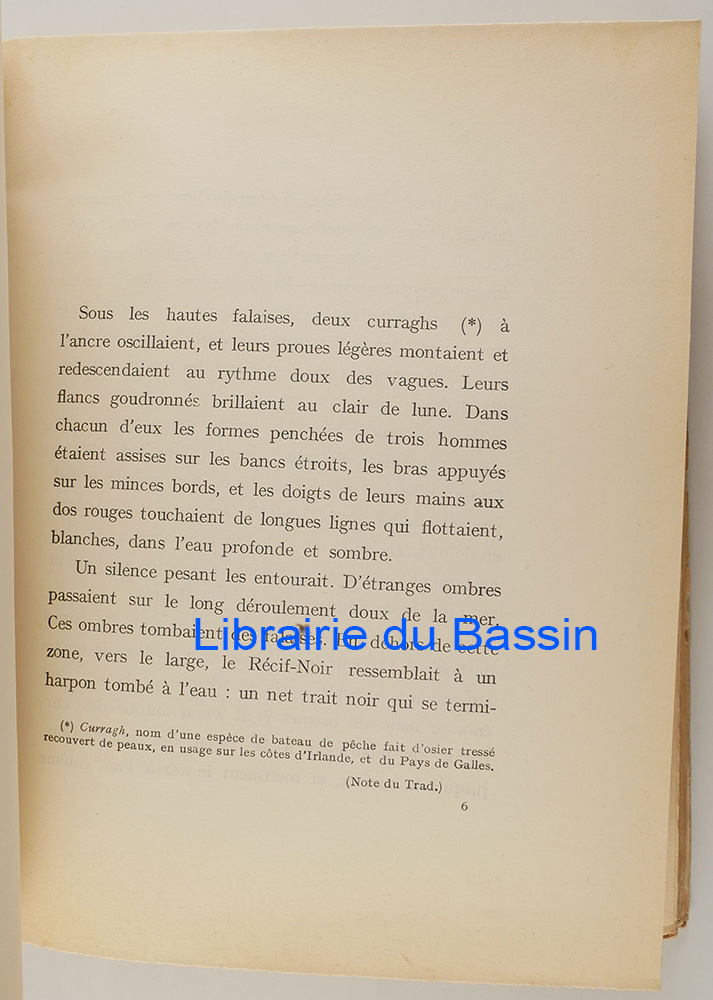 Sous les hautes falaises, deux curraghs (*) à
l'ancre oscillaient, et leurs proues légères montaient et
redescendaient au rythme doux des vagues. Leurs
flancs goudronnés brillaient au clair de lune. Dans
chacun d'eux les formes penchées de trois hommes
étaient assises sur les bancs étroits, les bras appuyés
sur les minces bords, et les doigts de leurs mains aux
dos rouges touchaient de longues lignes qui flottaient,
blanches, dans l'eau profonde et sombre.
Un silence pesant les entourait. D'étranges ombres
passaient sur le long déroulement doux de la mer.
Ces ombres tombaient des falaises. En dehors de cette
Librairie du Bassin
zone, vers le large, le Récif-Noir ressemblait à un
harpon tombé à l'eau : un net trait noir qui se termi-
(*) Curragh, nom d'une espèce de bateau de pêche fait d'osier tressé
recouvert de peaux, en usage sur les côtes d'Irlande, et du Pays de Galles.
(Note du Trad.)
6